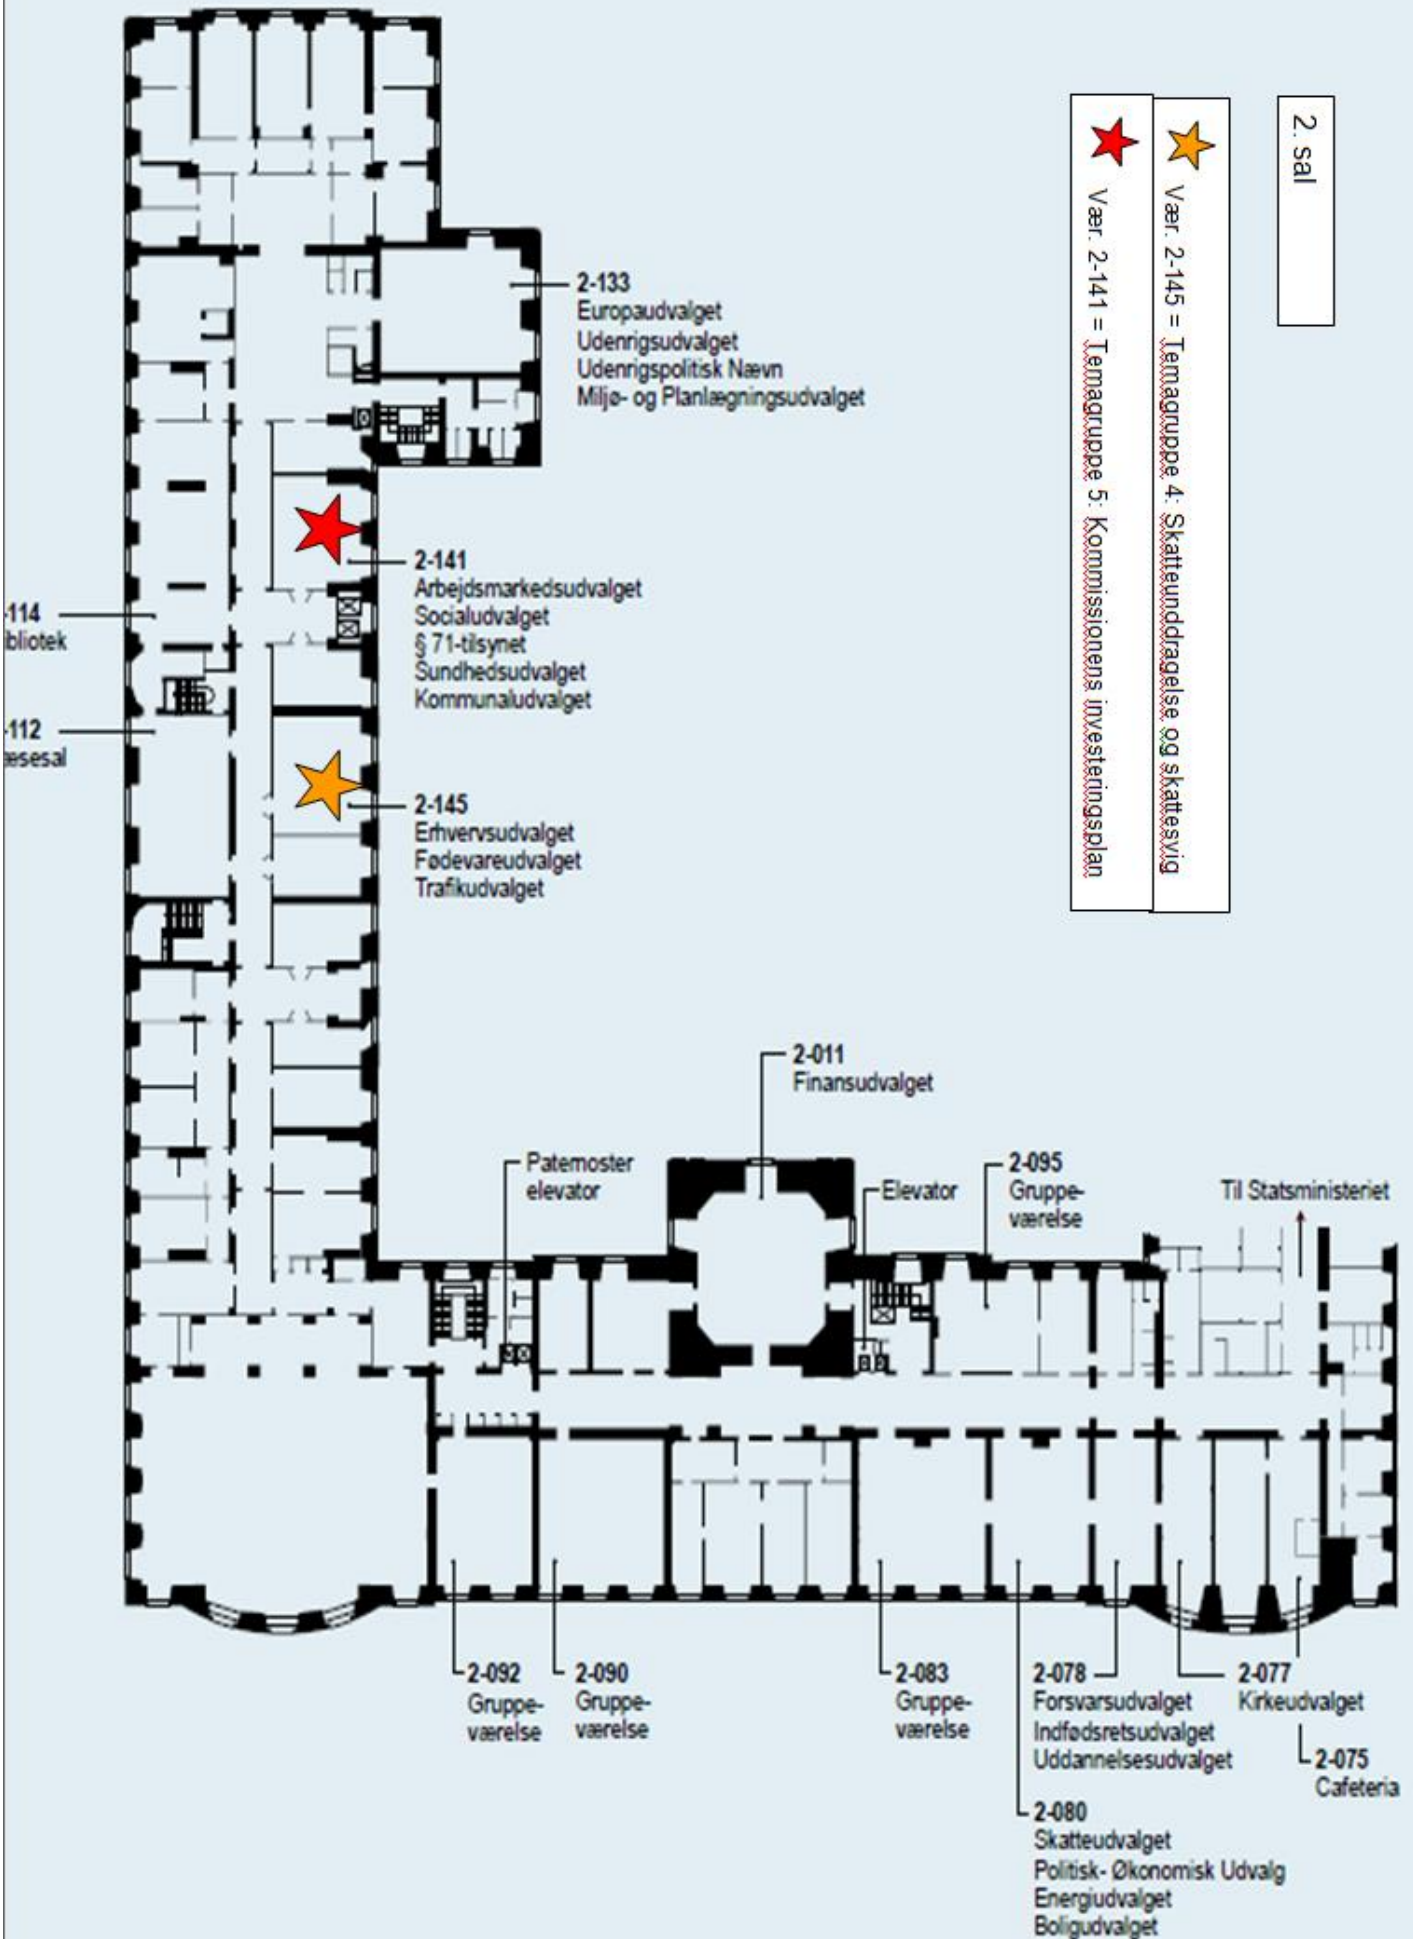 2. sal
Vær. 2-145 = Temagruppe 4: Skatteunddragelse og skattesvig
Vær. 2-141 = Temagruppe 5: Kommissionens investeringsplan
2-133
Europaudvalget
Udenrigsudvalget
Udenrigspolitisk Nævn
Miljø- og Planlægningsudvalget
2-141
Arbejdsmarkedsudvalget
Socialudvalget
§ 71-tilsynet
Sundhedsudvalget
Kommunaludvalget
-114
bliotek
-112
æsesal
2-145
Erhvervsudvalget
Fødevareudvalget
Trafikudvalget
2-011
Finansudvalget
Paternoster
elevator
Elevator
2-095
Gruppe-
værelse
Til Statsministeriet
2-092
Gruppe-
værelse
2-090
Gruppe-
værelse
2-083
Gruppe-
værelse
2-078
Forsvarsudvalget
Indfødsretsudvalget
Uddannelsesudvalget
2-077
Kirkeudvalget
2-075
Cafeteria
2-080
Skatteudvalget
Politisk- Økonomisk Udvalg
Energiudvalget
Boligudvalget